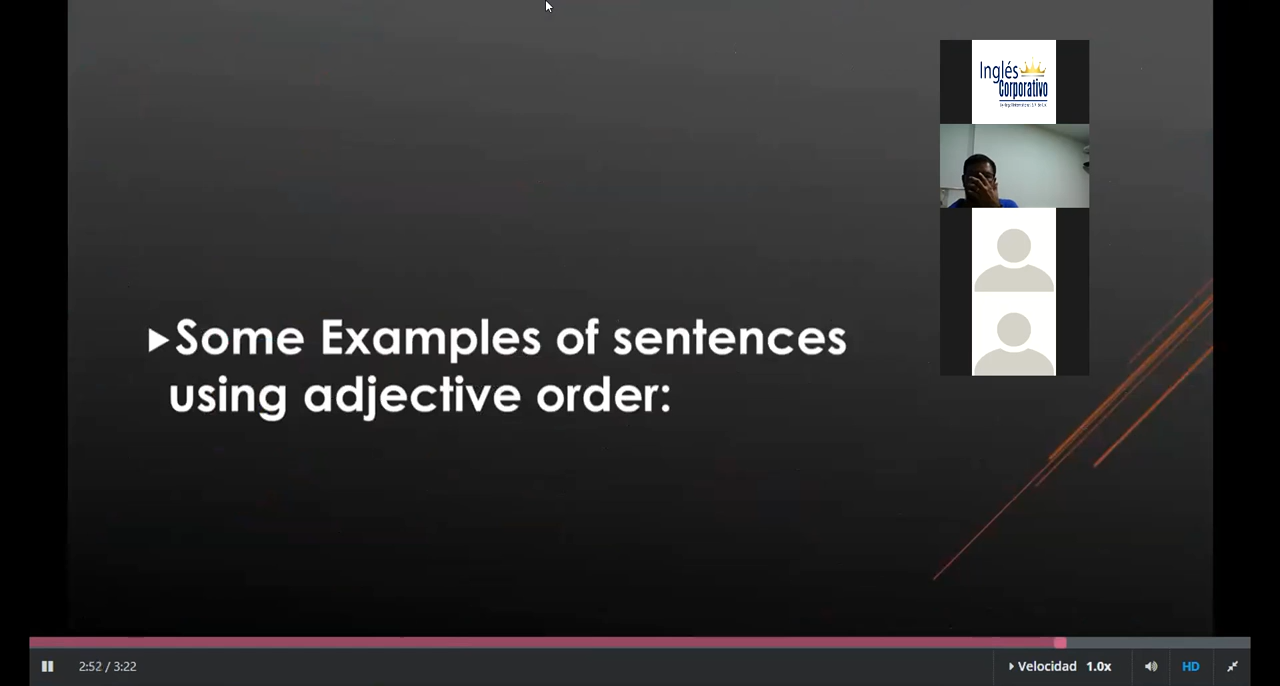 Inglés
Corporativo
▶Some Examples of sentences
using adjective order:
2:52 / 3:22
Velocidad 1.0x
HD